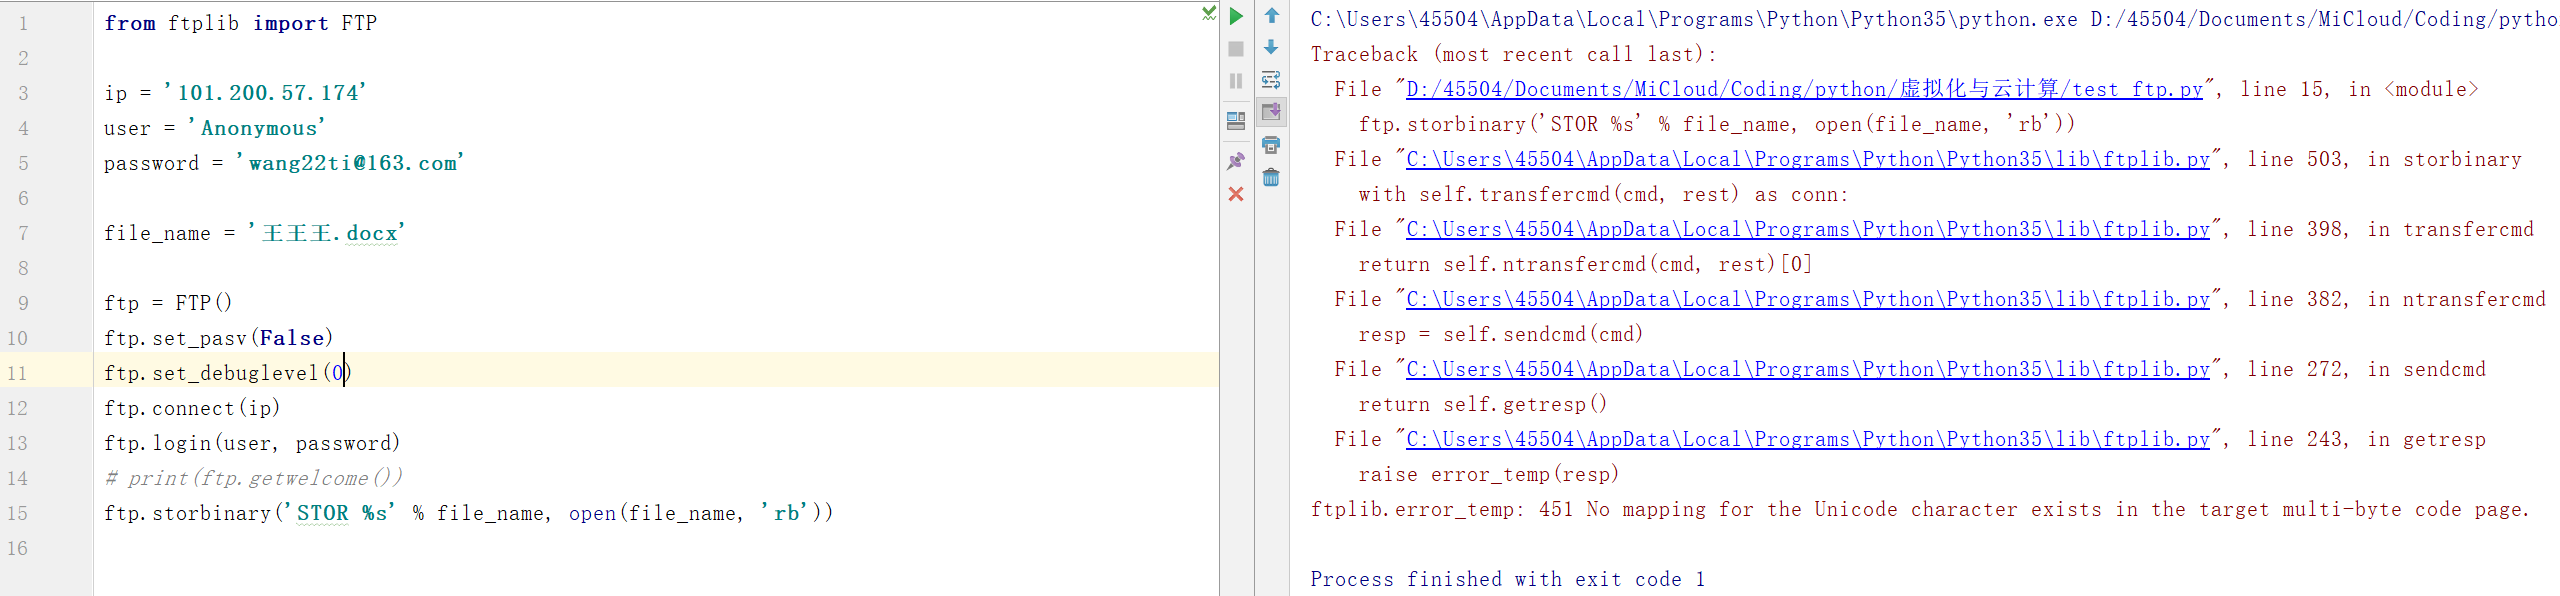 1 from ftplib import FTP
2
3 ip = '101.200.57.174'
4 user = 'Anonymous'
5 password = 'wang22ti@163.com'
6
7 file_name = '王王王.docx'
8
9 ftp = FTP()
10 ftp.set_pasv(False)
11 ftp.set_debuglevel(0)
12 ftp.connect(ip)
13 ftp.login(user, password)
14 # print(ftp.getwelcome())
15 ftp.storbinary('STOR %s' % file_name, open(file_name, 'rb'))
16
C:\Users\45504\AppData\Local\Programs\Python\Python35\python.exe D:/45504/Documents/MiCloud/Coding/pytho
Traceback (most recent call last):
File "D:/45504/Documents/MiCloud/Coding/python/虚拟化与云计算/test_ftp.py", line 15, in <module>
ftp.storbinary('STOR %s' % file_name, open(file_name, 'rb'))
File "C:\Users\45504\AppData\Local\Programs\Python\Python35\lib\ftplib.py", line 503, in storbinary
with self.transfercmd(cmd, rest) as conn:
File "C:\Users\45504\AppData\Local\Programs\Python\Python35\lib\ftplib.py", line 398, in transfercmd
return self.ntransfercmd(cmd, rest)[0]
File "C:\Users\45504\AppData\Local\Programs\Python\Python35\lib\ftplib.py", line 382, in ntransfercmd
resp = self.sendcmd(cmd)
File "C:\Users\45504\AppData\Local\Programs\Python\Python35\lib\ftplib.py", line 272, in sendcmd
return self.getresp()
File "C:\Users\45504\AppData\Local\Programs\Python\Python35\lib\ftplib.py", line 243, in getresp
raise error_temp(resp)
ftplib.error_temp: 451 No mapping for the Unicode character exists in the target multi-byte code page.
Process finished with exit code 1